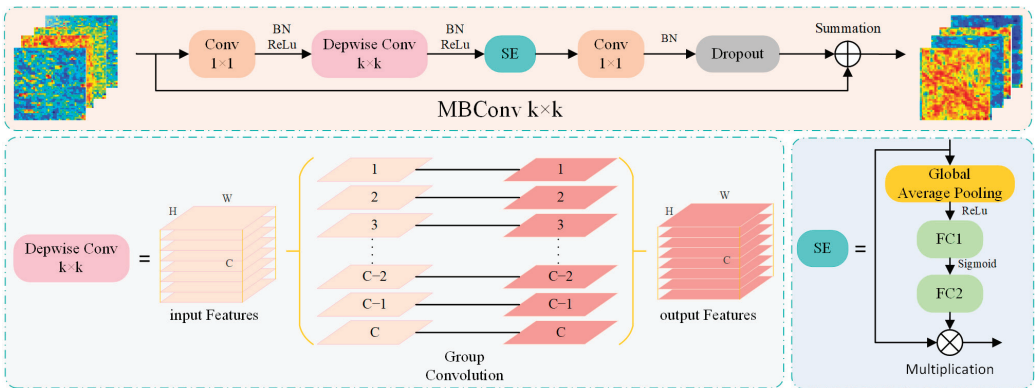 BN
ReLu
BN
ReLu
BN
Summation
Conv
1×1
Depwise Conv
k×k
SE
Conv
1×1
Dropout
MBConv k×k
Depwise Conv
k×k
=
H
W
C
input Features
1
1
2
2
3
3
C−2
C−2
C−1
C−1
C
C
Group
Convolution
H
W
C
output Features
SE
=
Global
Average Pooling
ReLu
FC1
Sigmoid
FC2
Multiplication